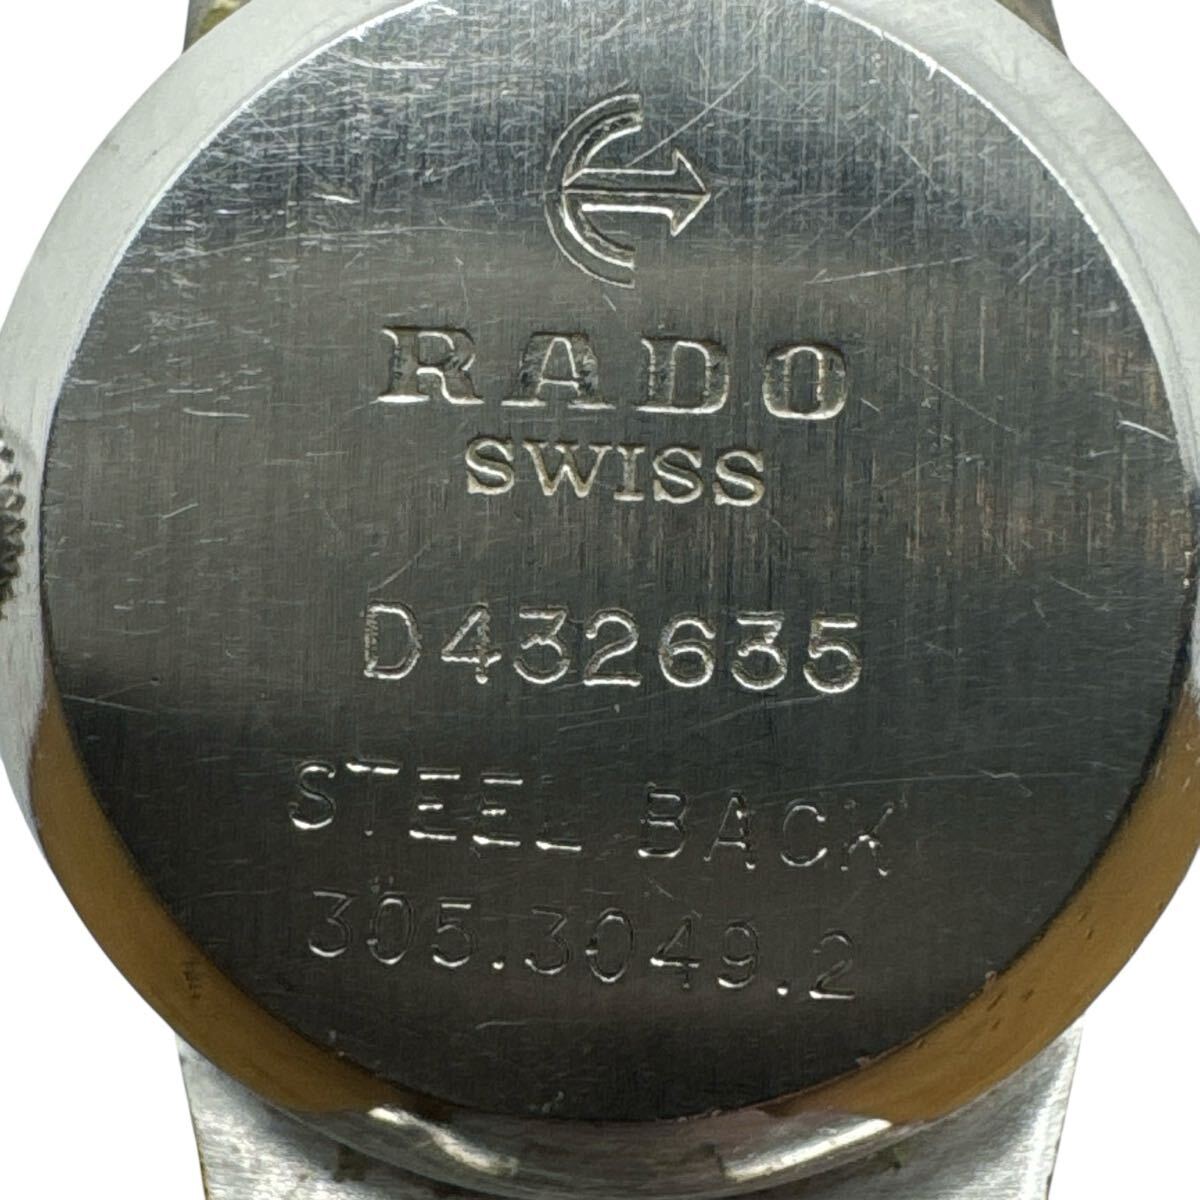 RADO
SWISS
D432635
STEEL BACK
305.3049.2